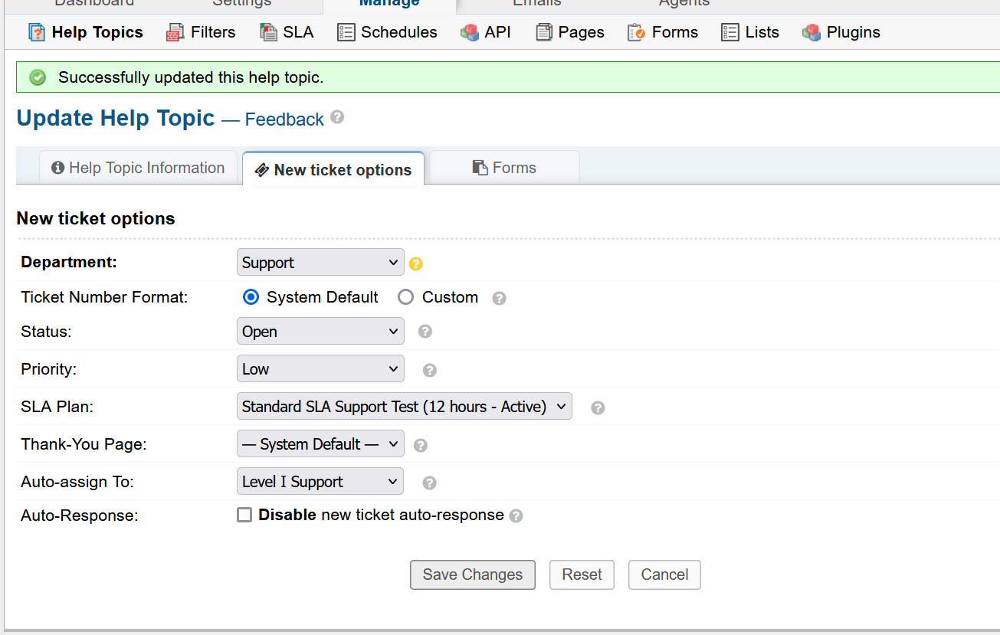 Dashboard Settings Manage Emails Agents
Help Topics Filters SLA Schedules API Pages Forms Lists Plugins
Successfully updated this help topic.
Update Help Topic — Feedback
Help Topic Information New ticket options Forms
New ticket options
Department: Support
Ticket Number Format: System Default Custom
Status: Open
Priority: Low
SLA Plan: Standard SLA Support Test (12 hours - Active)
Thank-You Page: — System Default —
Auto-assign To: Level I Support
Auto-Response: Disable new ticket auto-response
Save Changes Reset Cancel